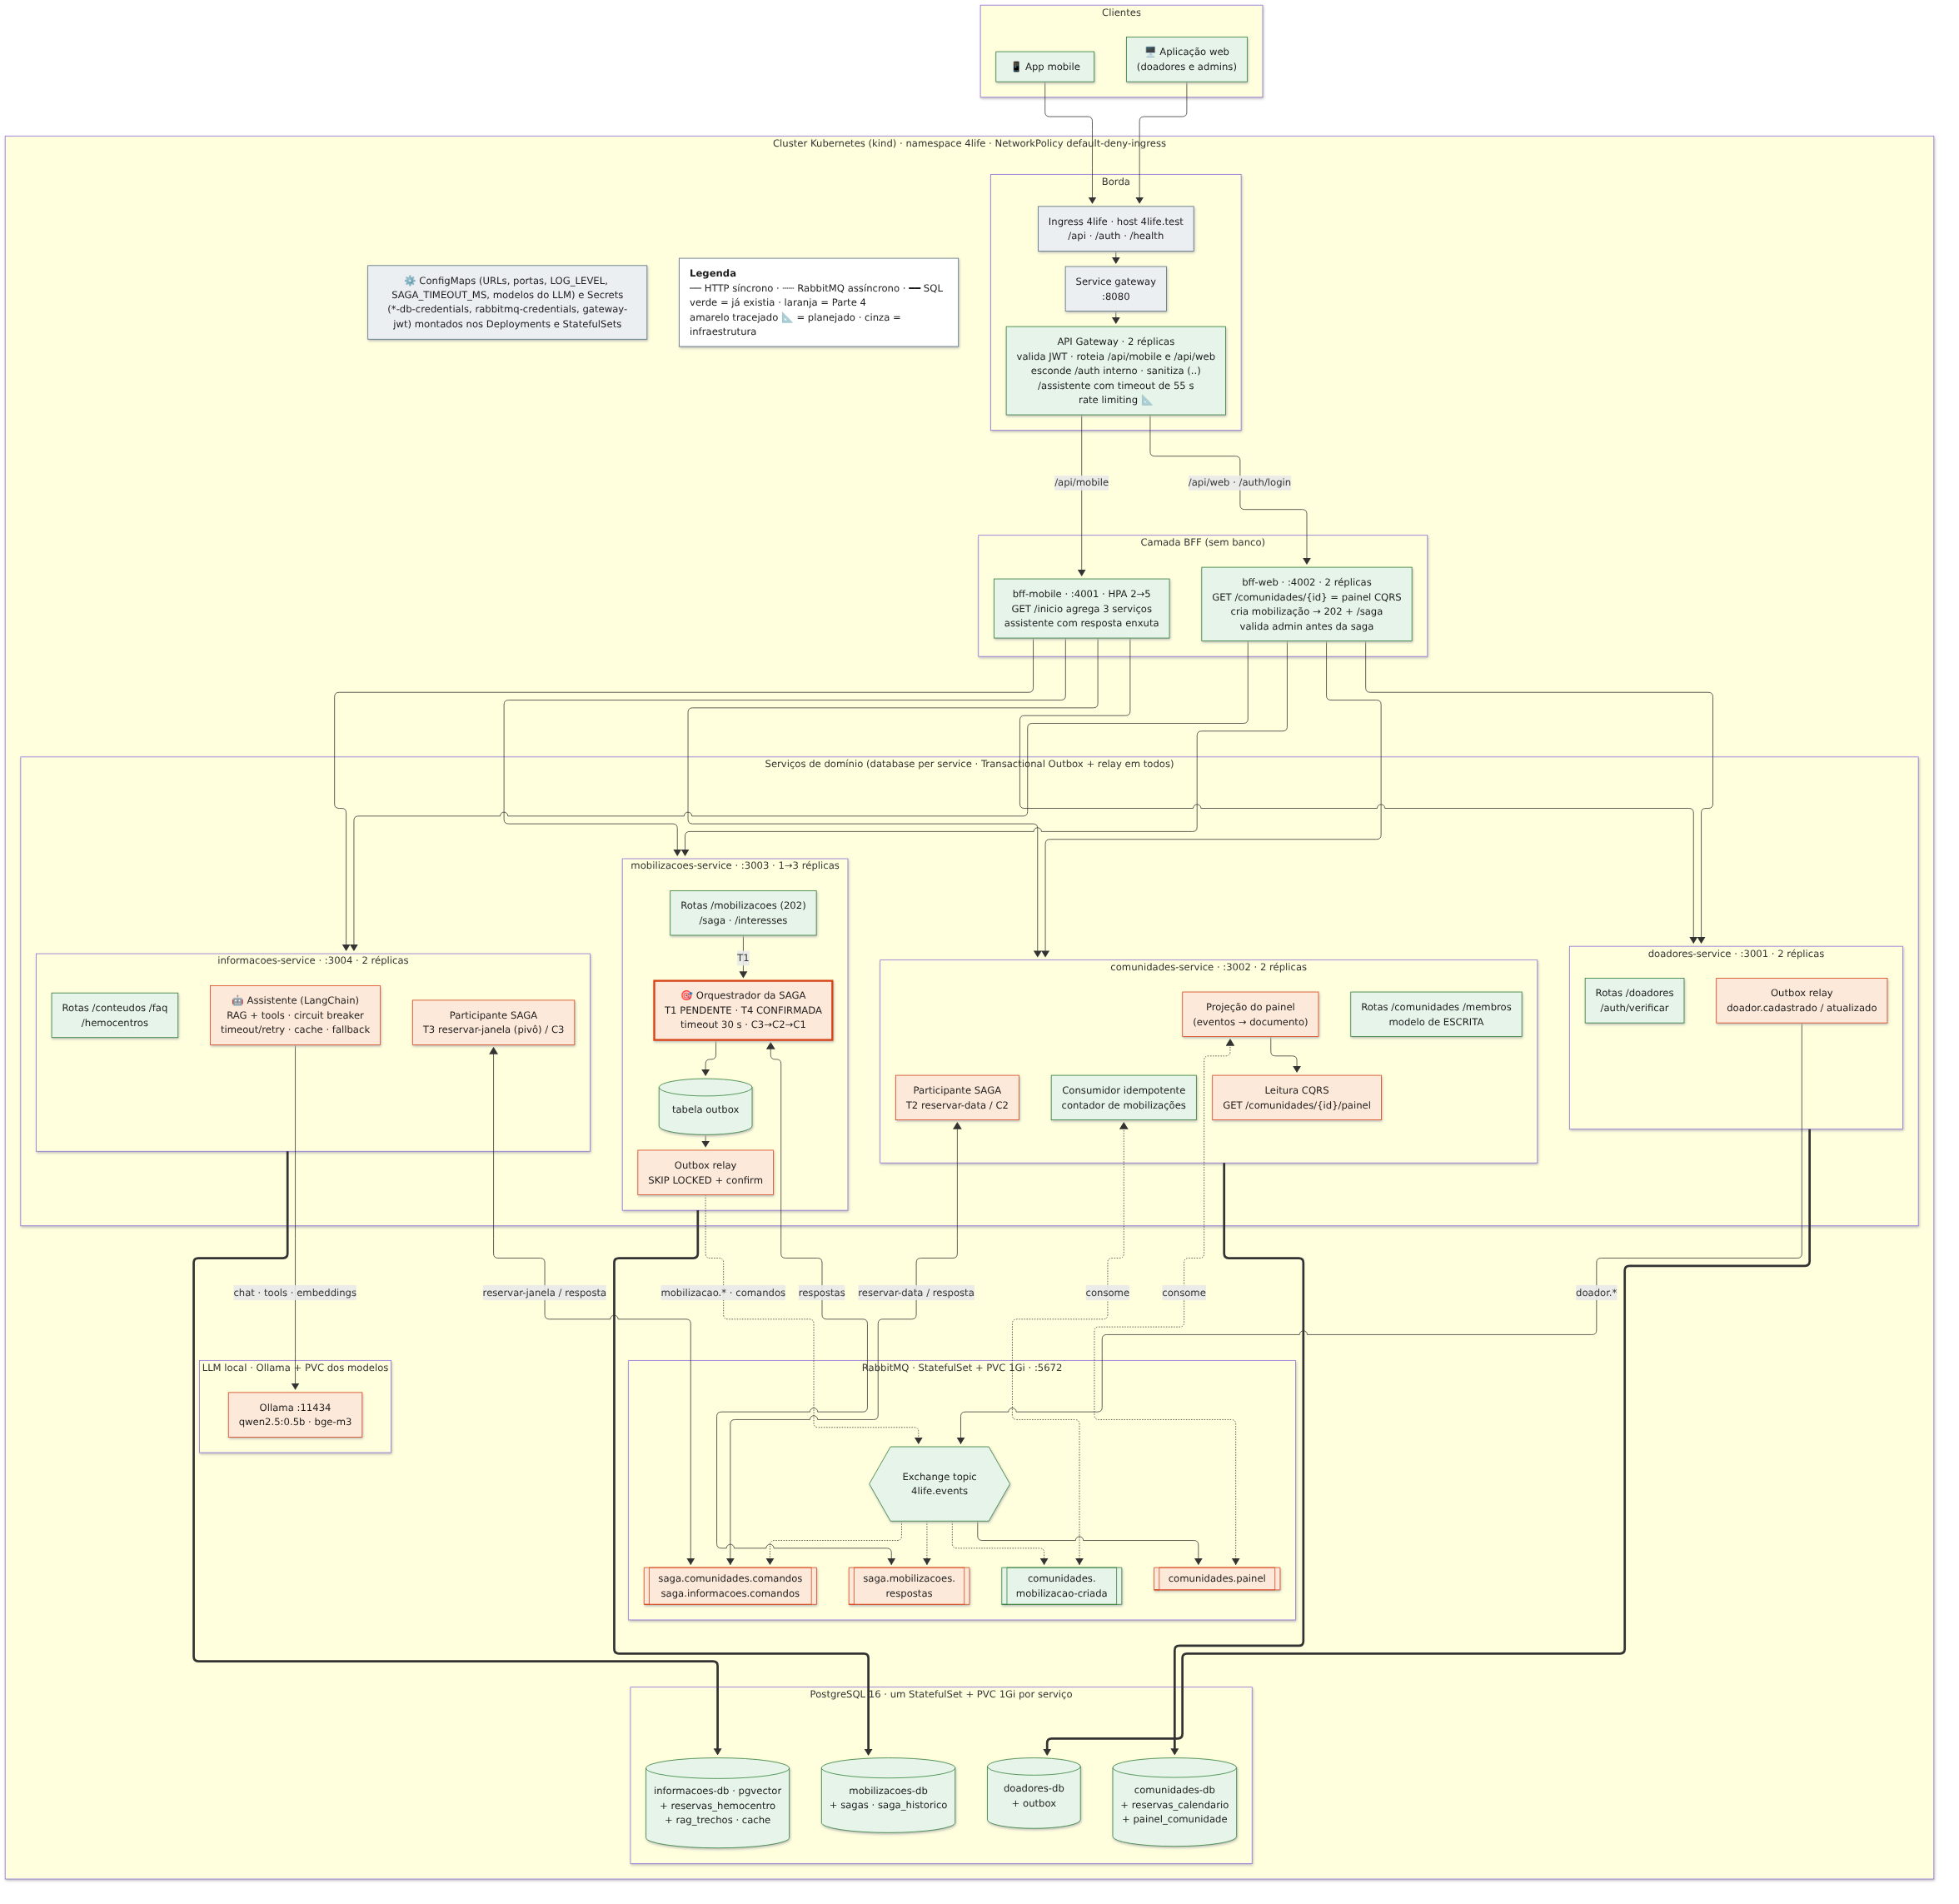 Clientes
📱 App mobile
🖥️ Aplicação web
(doadores e admins)
Cluster Kubernetes (kind) · namespace 4life · NetworkPolicy default-deny-ingress
Borda
Ingress 4life · host 4life.test
/api · /auth · /health
Service gateway
:8080
API Gateway · 2 réplicas
valida JWT · roteia /api/mobile e /api/web
esconde /auth interno · sanitiza (..)
/assistente com timeout de 55 s
rate limiting 📐
⚙️ ConfigMaps (URLs, portas, LOG_LEVEL,
SAGA_TIMEOUT_MS, modelos do LLM) e Secrets
(*-db-credentials, rabbitmq-credentials, gateway-
jwt) montados nos Deployments e StatefulSets
Legenda
── HTTP síncrono · ┈┈ RabbitMQ assíncrono · ━━ SQL
verde = já existia · laranja = Parte 4
amarelo tracejado 📐 = planejado · cinza =
infraestrutura
/api/mobile
/api/web · /auth/login
Camada BFF (sem banco)
bff-mobile · :4001 · HPA 2→5
GET /inicio agrega 3 serviços
assistente com resposta enxuta
bff-web · :4002 · 2 réplicas
GET /comunidades/{id} = painel CQRS
cria mobilização → 202 + /saga
valida admin antes da saga
Serviços de domínio (database per service · Transactional Outbox + relay em todos)
mobilizacoes-service · :3003 · 1→3 réplicas
Rotas /mobilizacoes (202)
/saga · /interesses
T1
🎯 Orquestrador da SAGA
T1 PENDENTE · T4 CONFIRMADA
timeout 30 s · C3→C2→C1
tabela outbox
Outbox relay
SKIP LOCKED + confirm
informacoes-service · :3004 · 2 réplicas
Rotas /conteudos /faq
/hemocentros
🤖 Assistente (LangChain)
RAG + tools · circuit breaker
timeout/retry · cache · fallback
Participante SAGA
T3 reservar-janela (pivô) / C3
comunidades-service · :3002 · 2 réplicas
Projeção do painel
(eventos → documento)
Rotas /comunidades /membros
modelo de ESCRITA
Participante SAGA
T2 reservar-data / C2
Consumidor idempotente
contador de mobilizações
Leitura CQRS
GET /comunidades/{id}/painel
doadores-service · :3001 · 2 réplicas
Rotas /doadores
/auth/verificar
Outbox relay
doador.cadastrado / atualizado
chat · tools · embeddings
reservar-janela / resposta
mobilizacao.* · comandos
respostas
reservar-data / resposta
consome
consome
doador.*
LLM local · Ollama + PVC dos modelos
Ollama :11434
qwen2.5:0.5b · bge-m3
RabbitMQ · StatefulSet + PVC 1Gi · :5672
Exchange topic
4life.events
saga.comunidades.comandos
saga.informacoes.comandos
saga.mobilizacoes.
respostas
comunidades.
mobilizacao-criada
comunidades.painel
PostgreSQL 16 · um StatefulSet + PVC 1Gi por serviço
informacoes-db · pgvector
+ reservas_hemocentro
+ rag_trechos · cache
mobilizacoes-db
+ sagas · saga_historico
doadores-db
+ outbox
comunidades-db
+ reservas_calendario
+ painel_comunidade